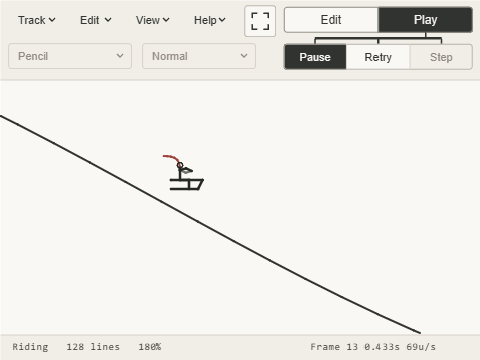 Track Edit View Help Edit Play
Pencil Normal Pause Retry Step
Riding 128 lines 180% Frame 13 0.433s 69u/s